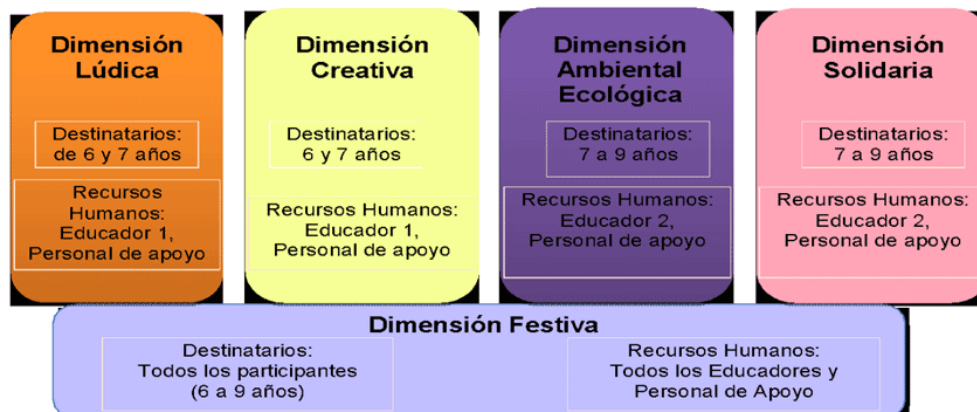 Dimensión
Lúdica
Destinatarios:
de 6 y 7 años
Recursos
Humanos:
Educador 1,
Personal de apoyo
Dimensión
Creativa
Destinatarios:
6 y 7 años
Recursos Humanos:
Educador 1,
Personal de apoyo
Dimensión
Ambiental
Ecológica
Destinatarios:
7 a 9 años
Recursos Humanos:
Educador 2,
Personal de apoyo
Dimensión
Solidaria
Destinatarios:
7 a 9 años
Recursos Humanos:
Educador 2,
Personal de apoyo
Dimensión Festiva
Destinatarios:
Todos los participantes
(6 a 9 años)
Recursos Humanos:
Todos los Educadores y
Personal de Apoyo